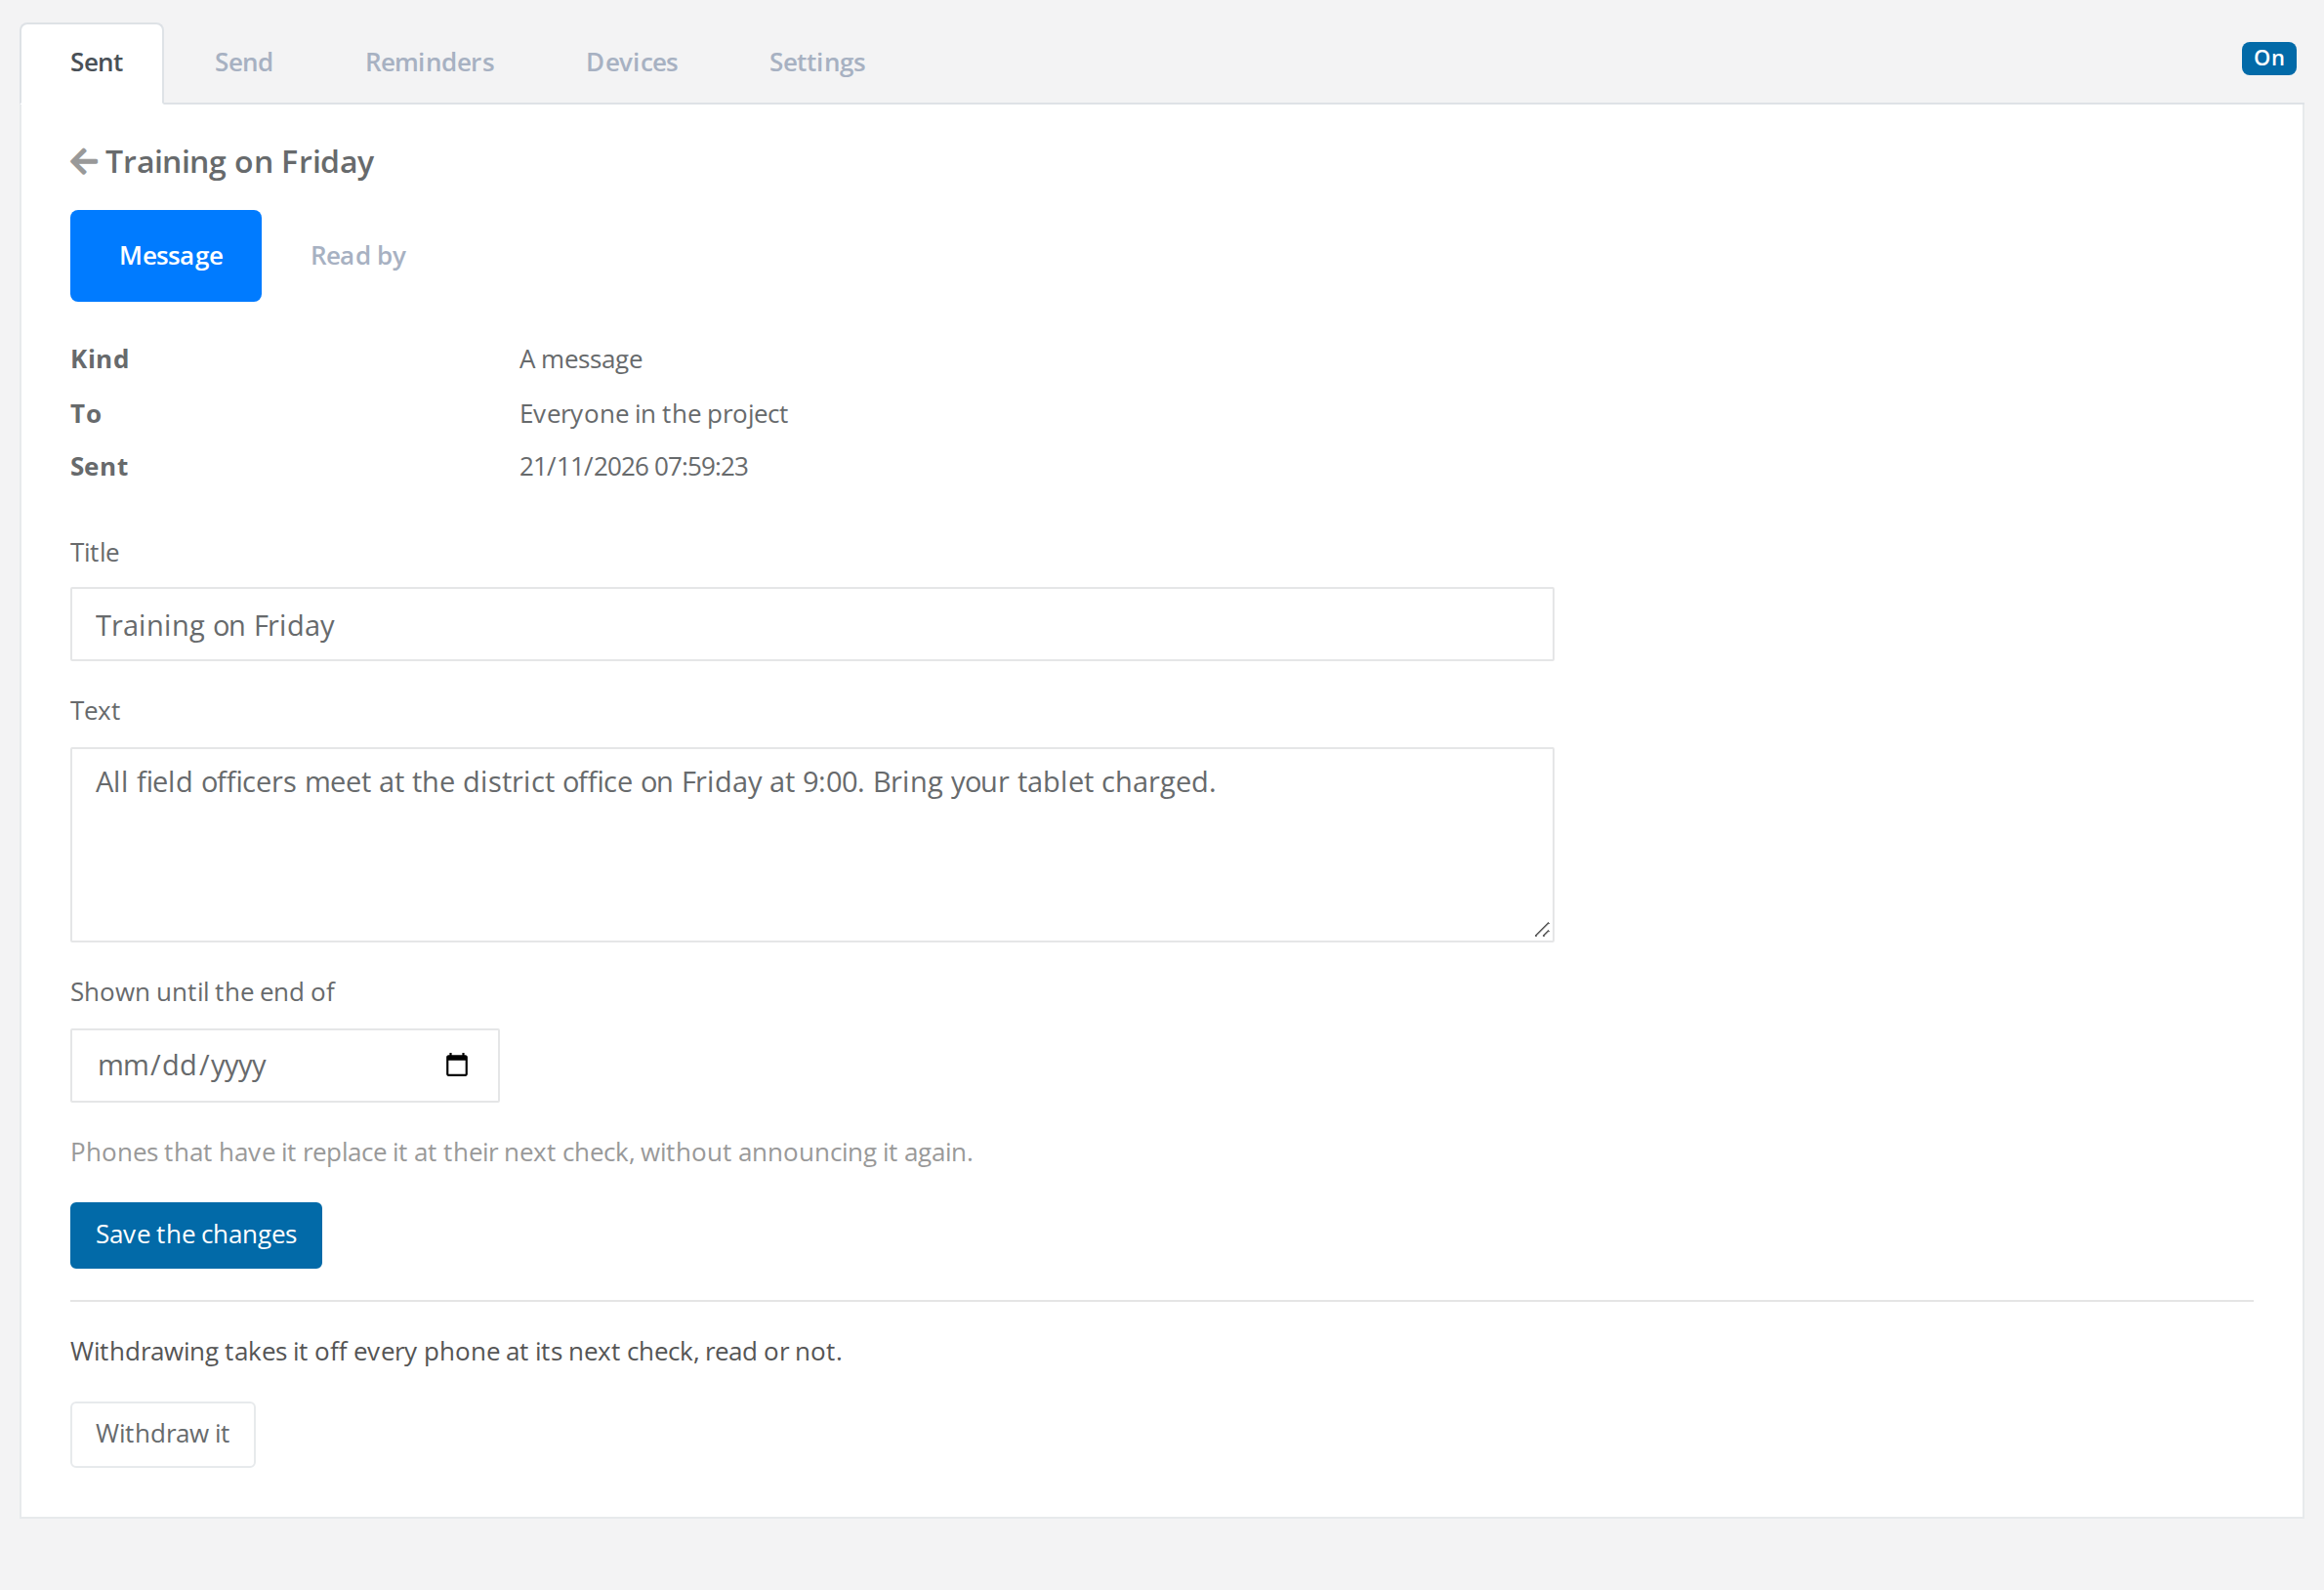 Sent Send Reminders Devices Settings On
Training on Friday
Message Read by
Kind A message
To Everyone in the project
Sent 21/11/2026 07:59:23
Title
Training on Friday
Text
All field officers meet at the district office on Friday at 9:00. Bring your tablet charged.
Shown until the end of
mm/dd/yyyy
Phones that have it replace it at their next check, without announcing it again.
Save the changes
Withdrawing takes it off every phone at its next check, read or not.
Withdraw it